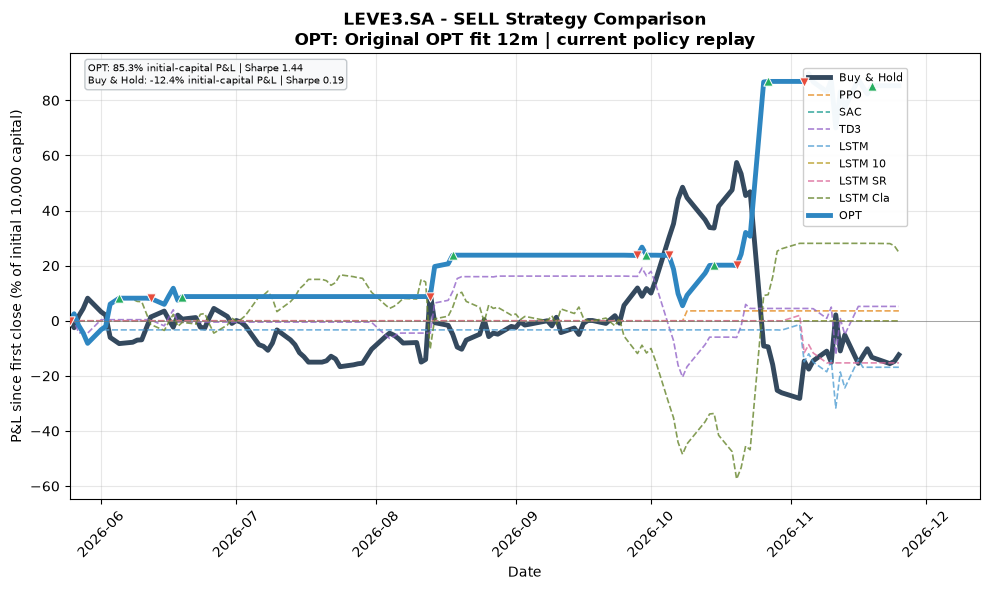 LEVE3.SA - SELL Strategy Comparison
OPT: Original OPT fit 12m | current policy replay
OPT: 85.3% initial-capital P&L | Sharpe 1.44
Buy & Hold: -12.4% initial-capital P&L | Sharpe 0.19
Buy & Hold
PPO
SAC
TD3
LSTM
LSTM 10
LSTM SR
LSTM Cla
OPT
P&L since first close (% of initial 10,000 capital)
80
60
40
20
0
−20
−40
−60
2026-06
2026-07
2026-08
2026-09
2026-10
2026-11
2026-12
Date